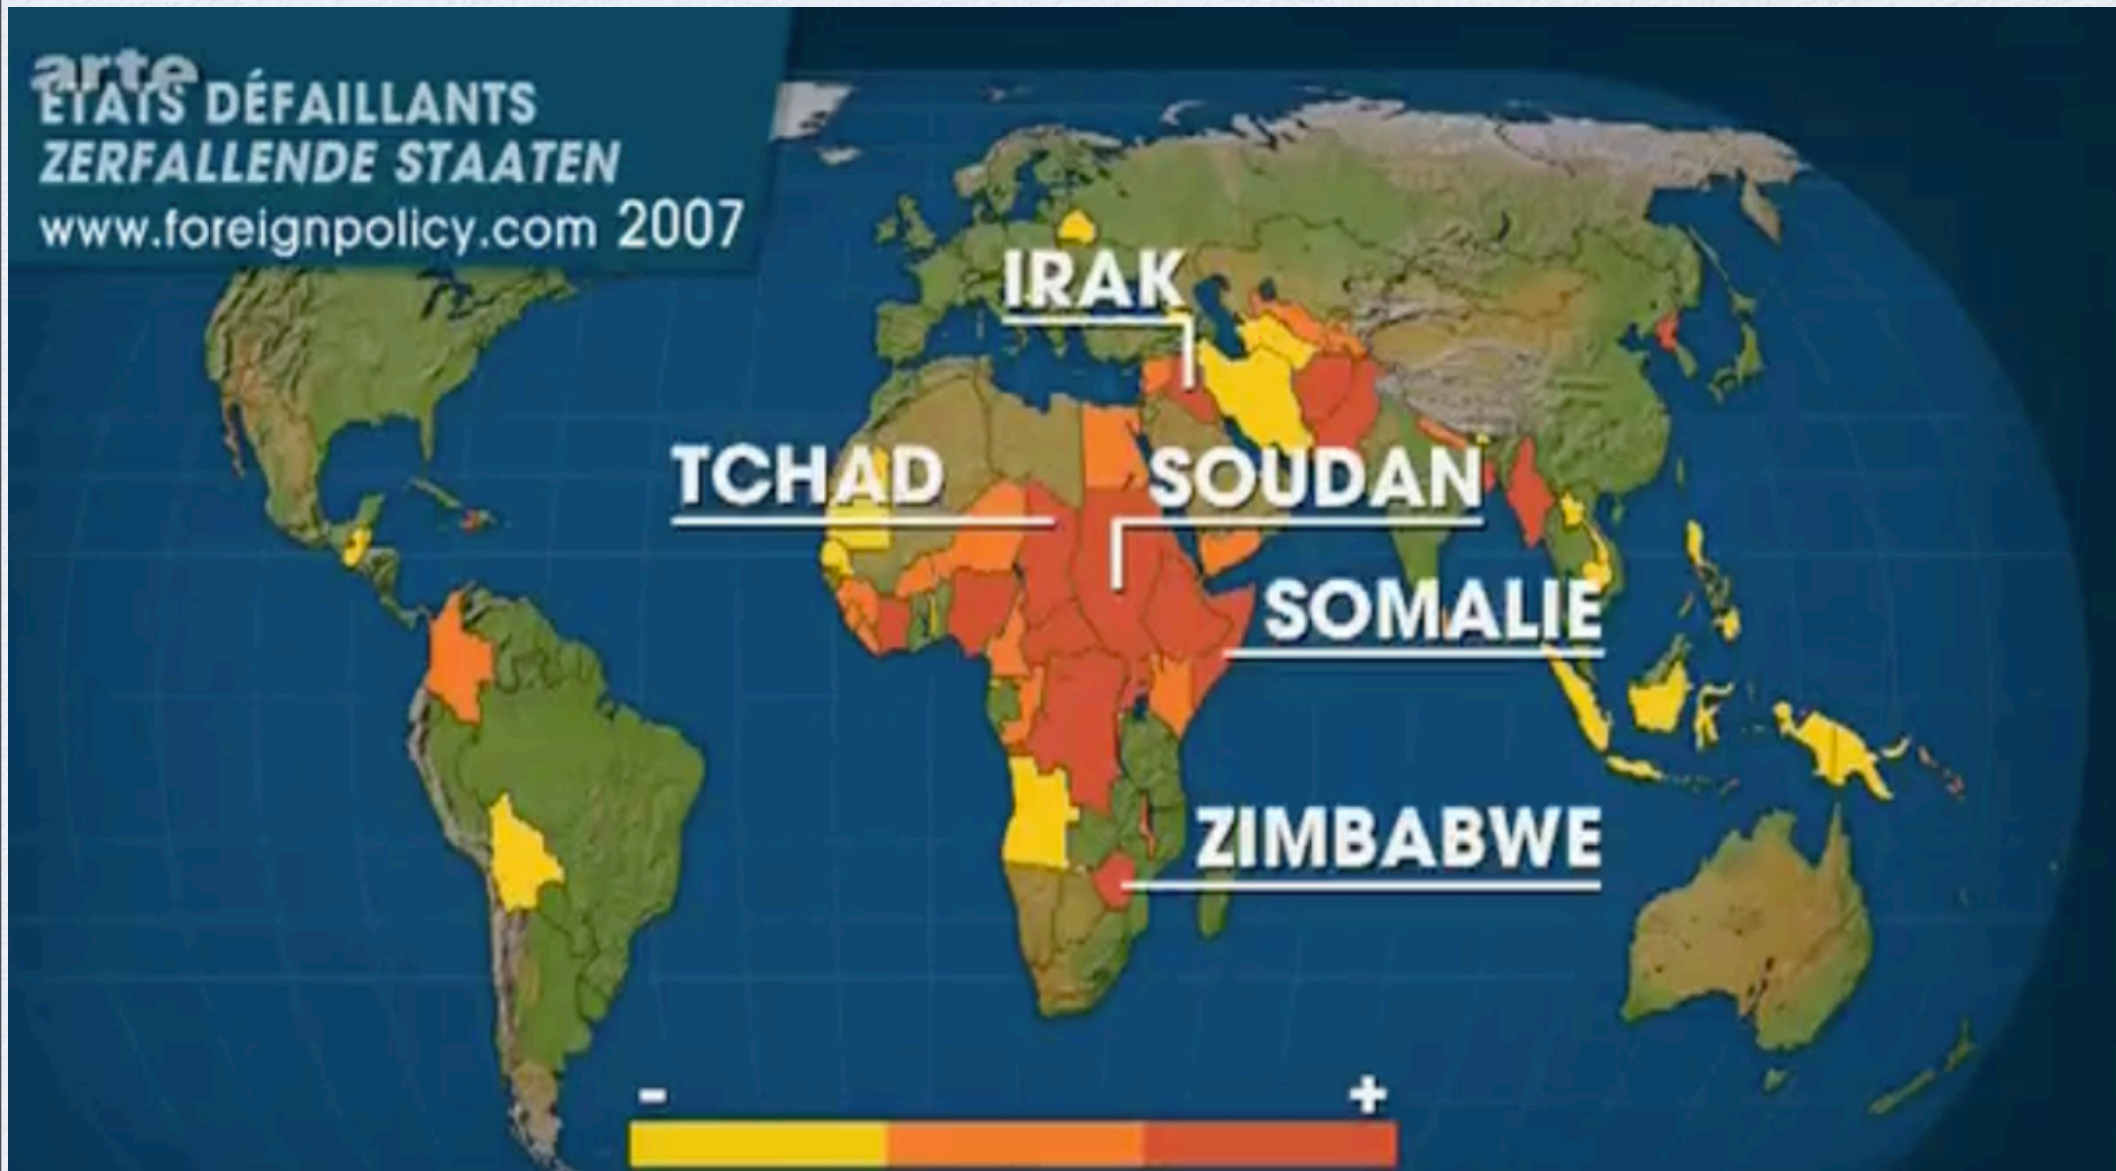 arte
ÉTATS DÉFAILLANTS
ZERFALLENDE STAATEN
www.foreignpolicy.com 2007
IRAK
TCHAD
SOUDAN
SOMALIE
ZIMBABWE
- +